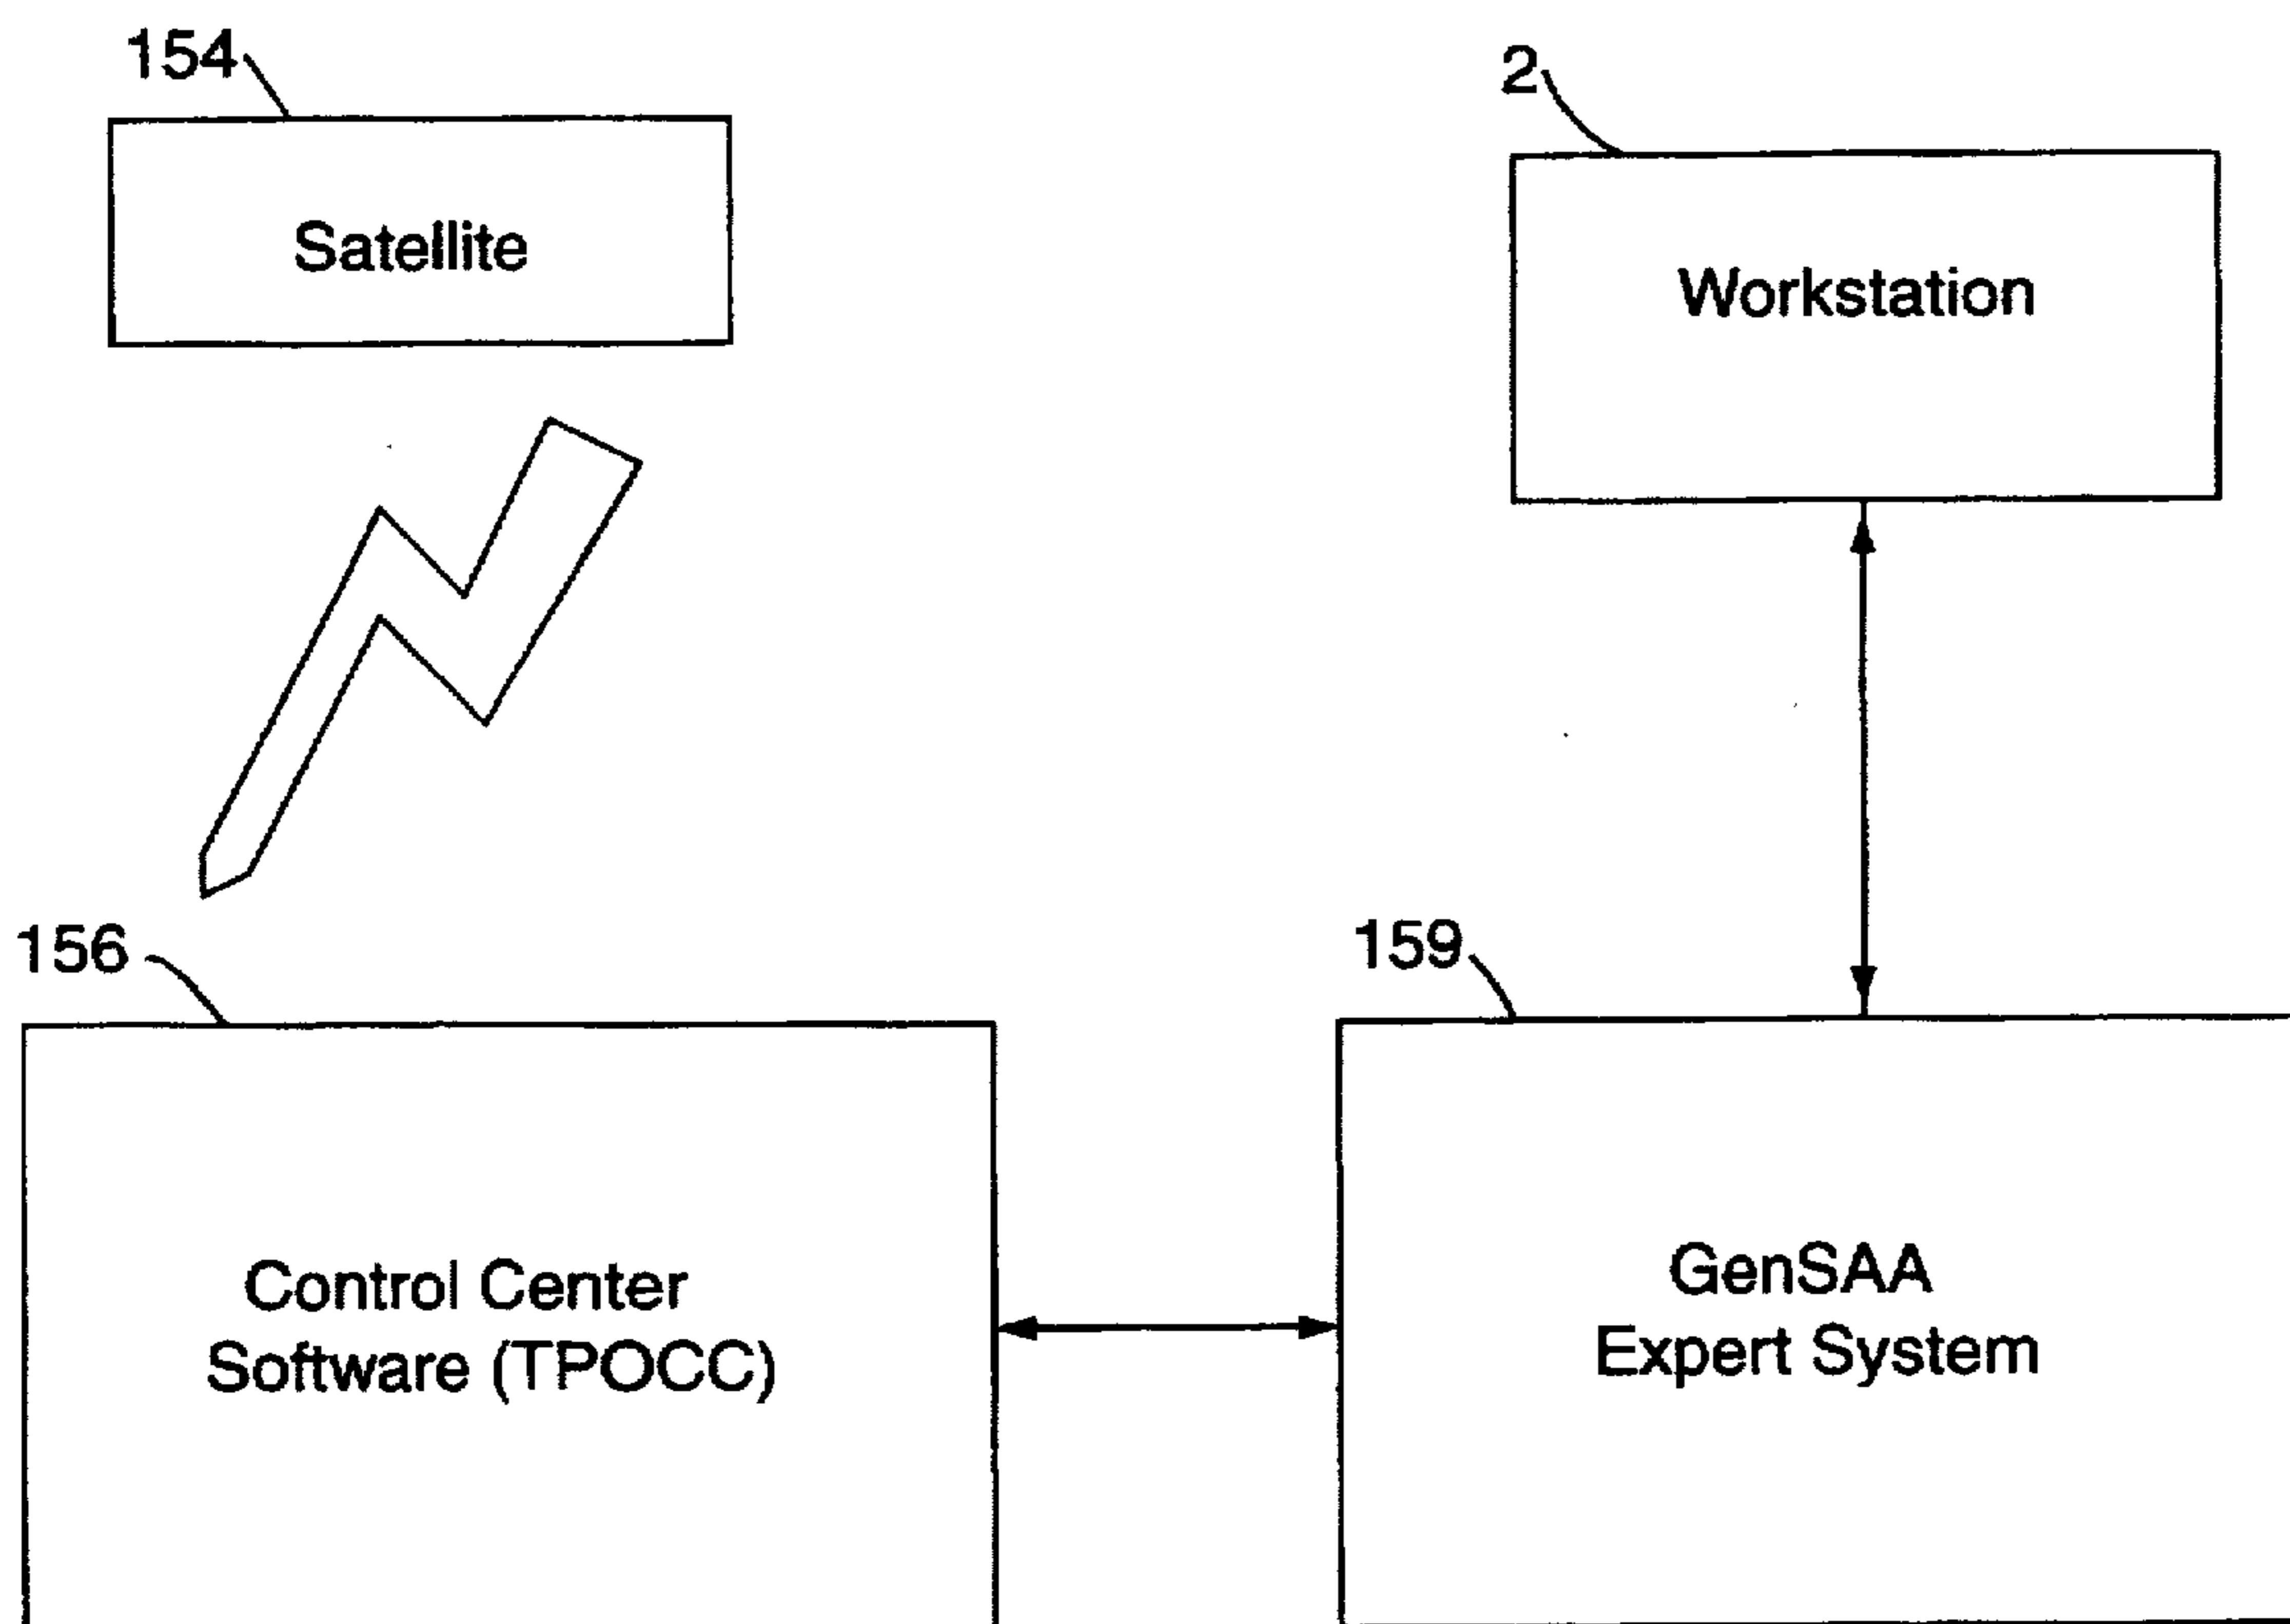 154
Satellite
2
Workstation
156
Control Center
Software (TPOCC)
159
GenSAA
Expert System